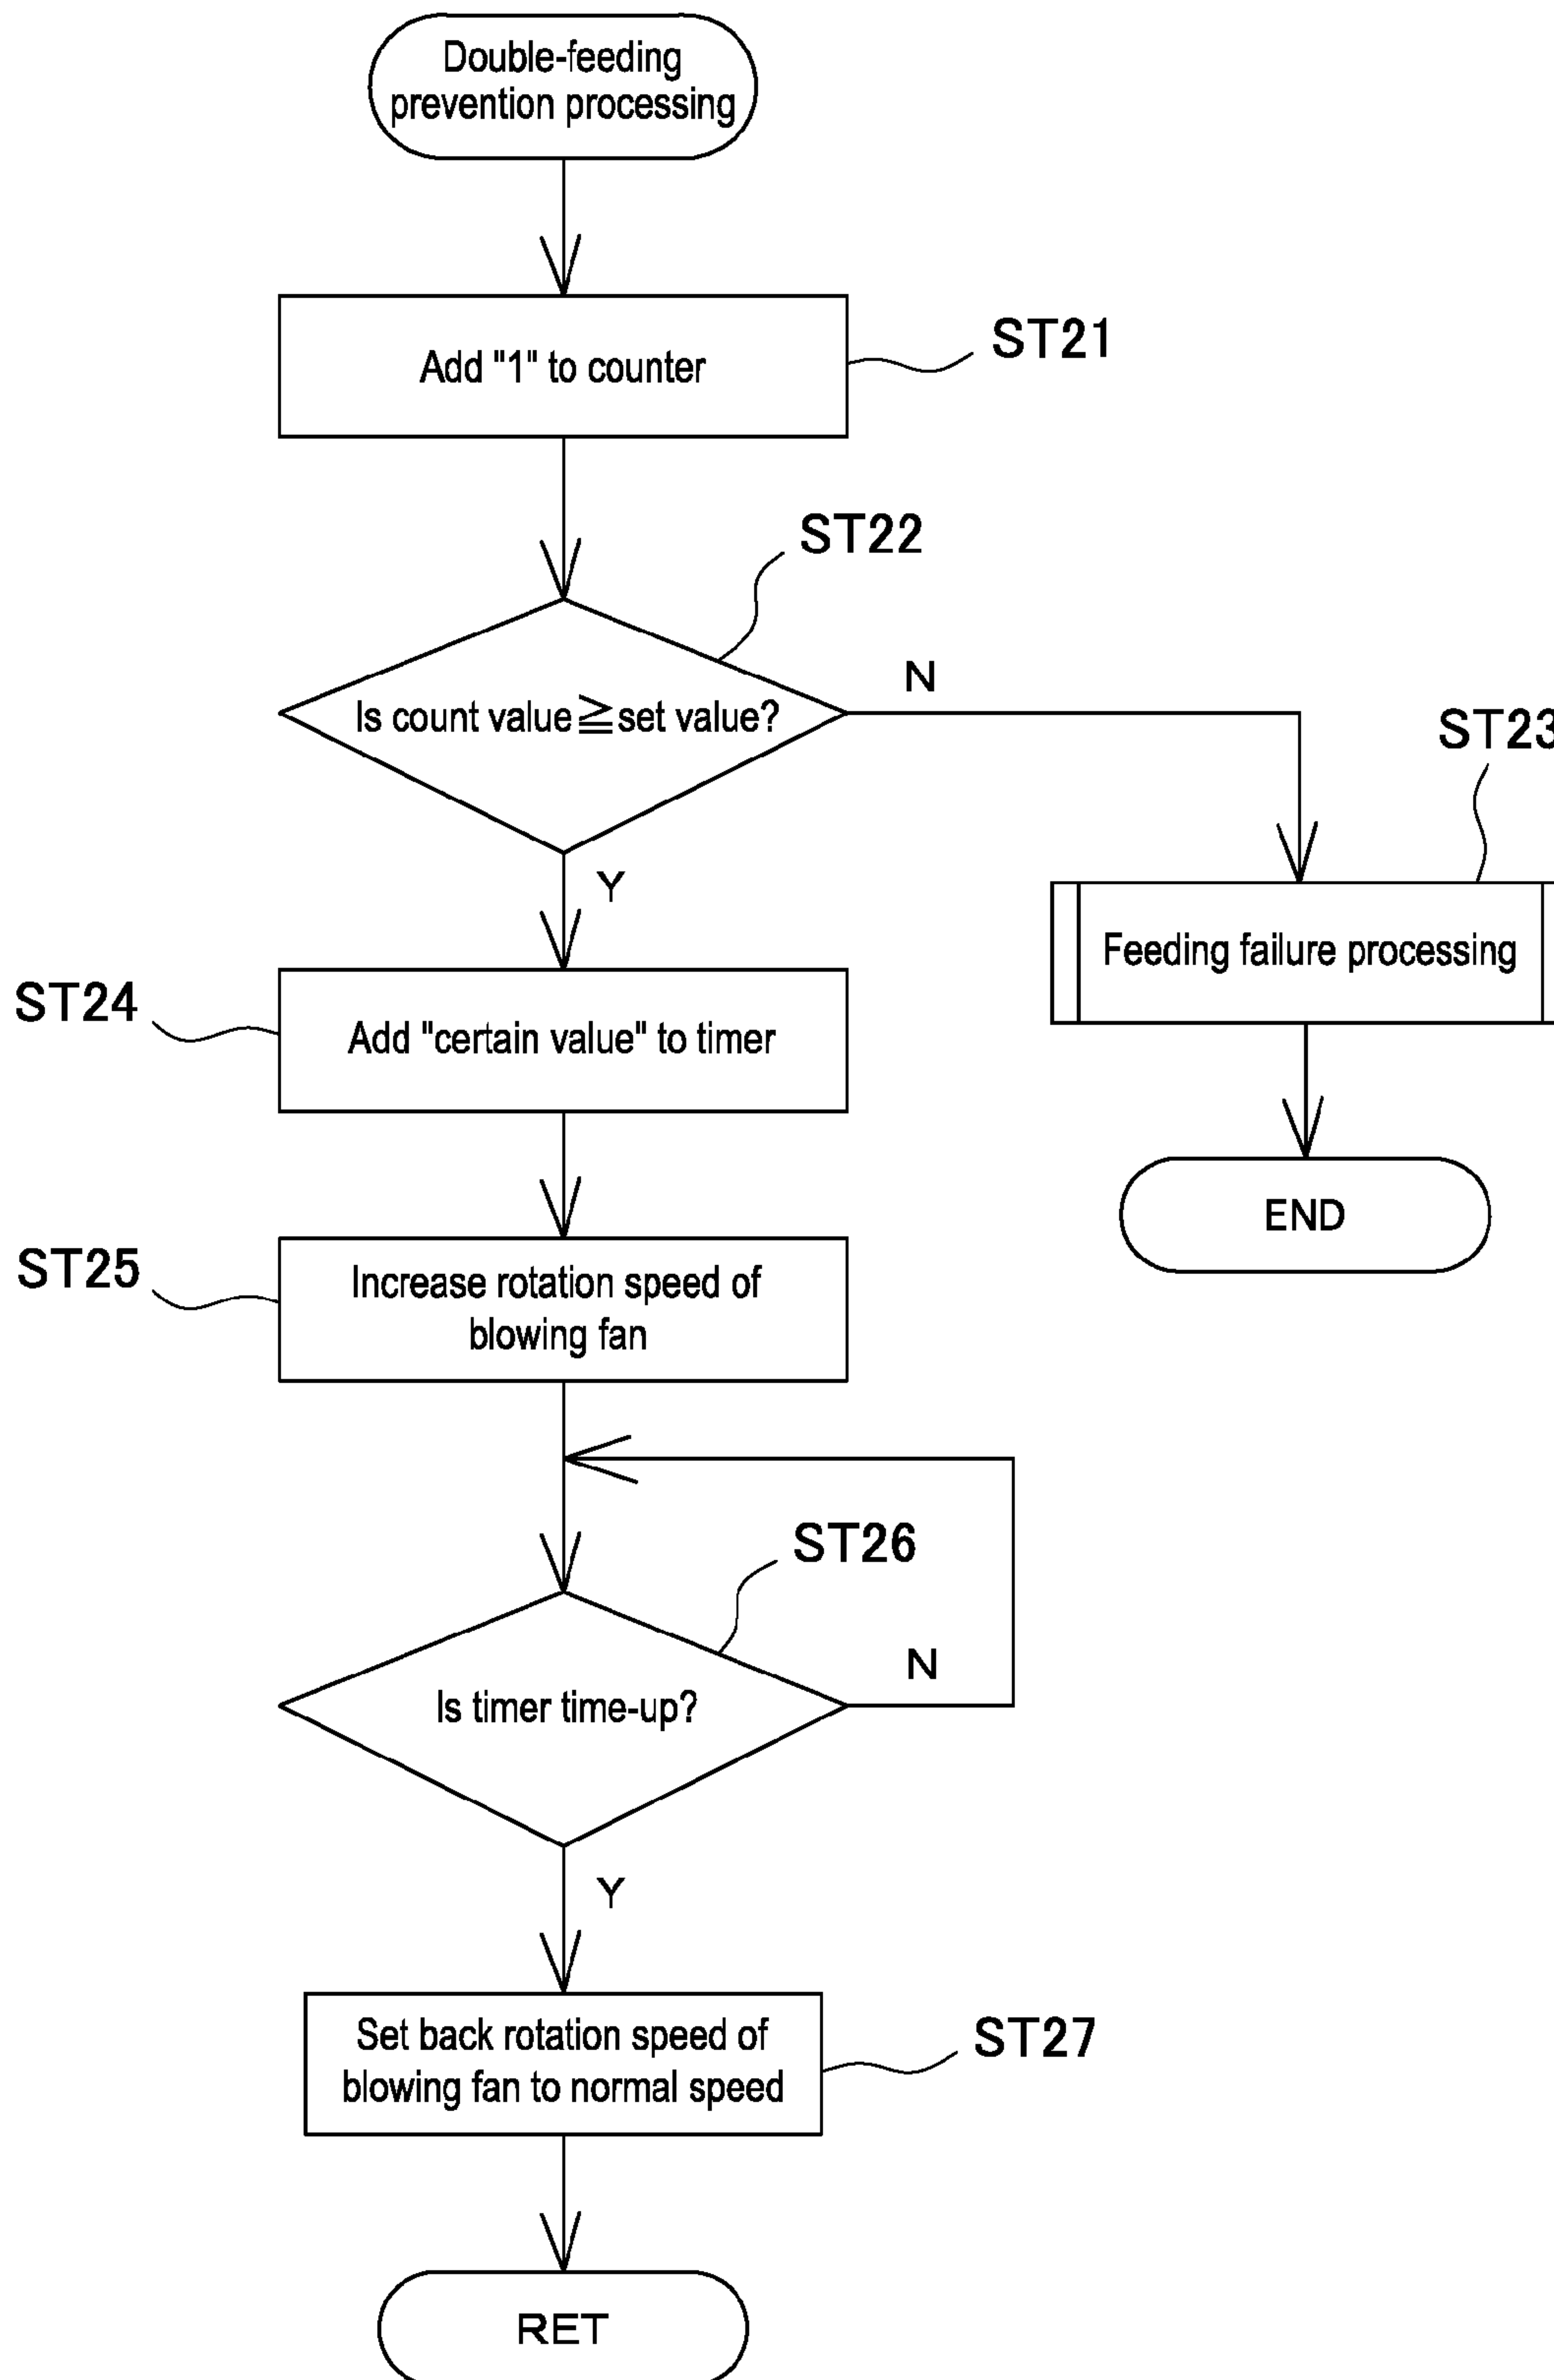 Double-feeding
prevention processing
Add "1" to counter
ST21
ST22
Is count value≧set value?
N
ST23
Y
Feeding failure processing
ST24
Add "certain value" to timer
END
ST25
Increase rotation speed of
blowing fan
ST26
Is timer time-up?
N
Y
Set back rotation speed of
blowing fan to normal speed
ST27
RET